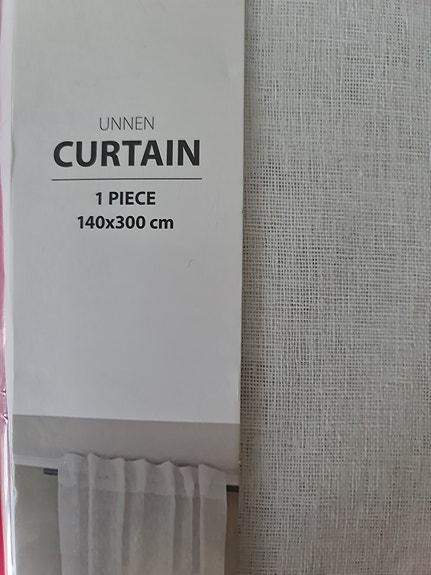 UNNEN
CURTAIN
1 PIECE
140x300 cm